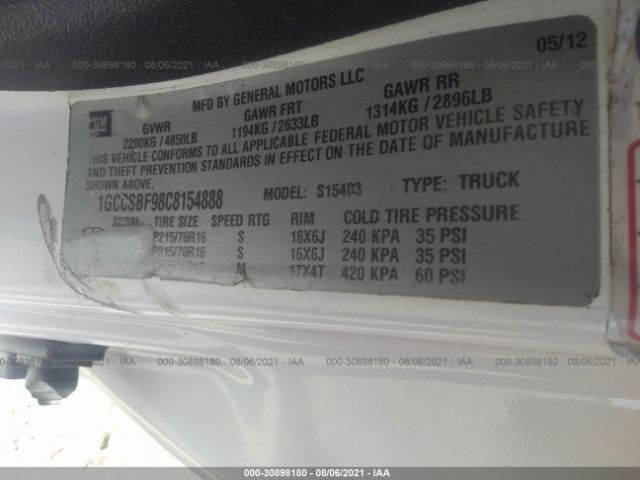 000-30898180 - 08/06/2021 - IAA
05/12
MFD BY GENERAL MOTORS LLC
GM
GVWR GAWR FRT GAWR RR
2200KG / 4850LB 1194KG / 2633LB 1314KG / 2896LB
THIS VEHICLE CONFORMS TO ALL APPLICABLE FEDERAL MOTOR VEHICLE SAFETY
AND THEFT PREVENTION STANDARDS IN EFFECT ON THE DATE OF MANUFACTURE
SHOWN ABOVE.
1GCCSBF98C8154888 MODEL: S15403 TYPE: TRUCK
TIRE SIZE SPEED RTG RIM COLD TIRE PRESSURE
P215/70R16 S 16X6J 240 KPA 35 PSI
P215/70R16 S 16X6J 240 KPA 35 PSI
M 17X4T 420 KPA 60 PSI
000-30898180 - 08/06/2021 - IAA
000-30898180 - 08/06/2021 - IAA